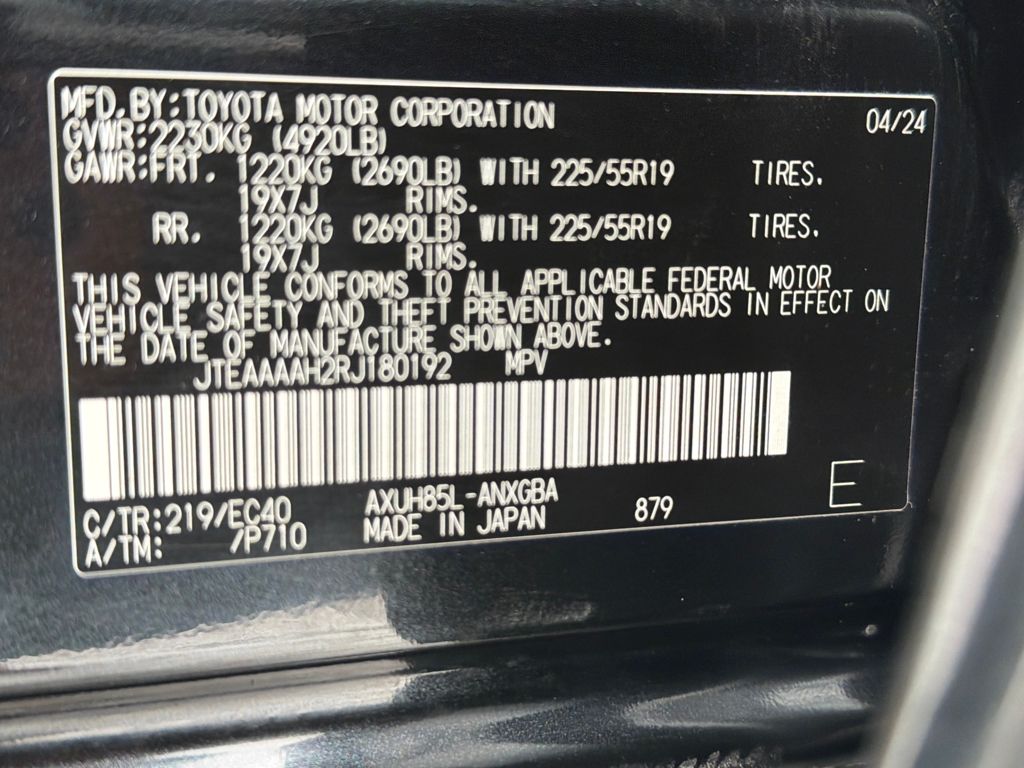 MFD.BY:TOYOTA MOTOR CORPORATION 04/24
GVWR:2230KG (4920LB)
GAWR:FRT. 1220KG (2690LB) WITH 225/55R19 TIRES.
19X7J RIMS.
RR. 1220KG (2690LB) WITH 225/55R19 TIRES.
19X7J RIMS.
THIS VEHICLE CONFORMS TO ALL APPLICABLE FEDERAL MOTOR
VEHICLE SAFETY AND THEFT PREVENTION STANDARDS IN EFFECT ON
THE DATE OF MANUFACTURE SHOWN ABOVE.
JTEAAAAH2RJ180192 MPV
C/TR:219/EC40 AXUH85L-ANXGBA 879 E
A/TM: /P710 MADE IN JAPAN